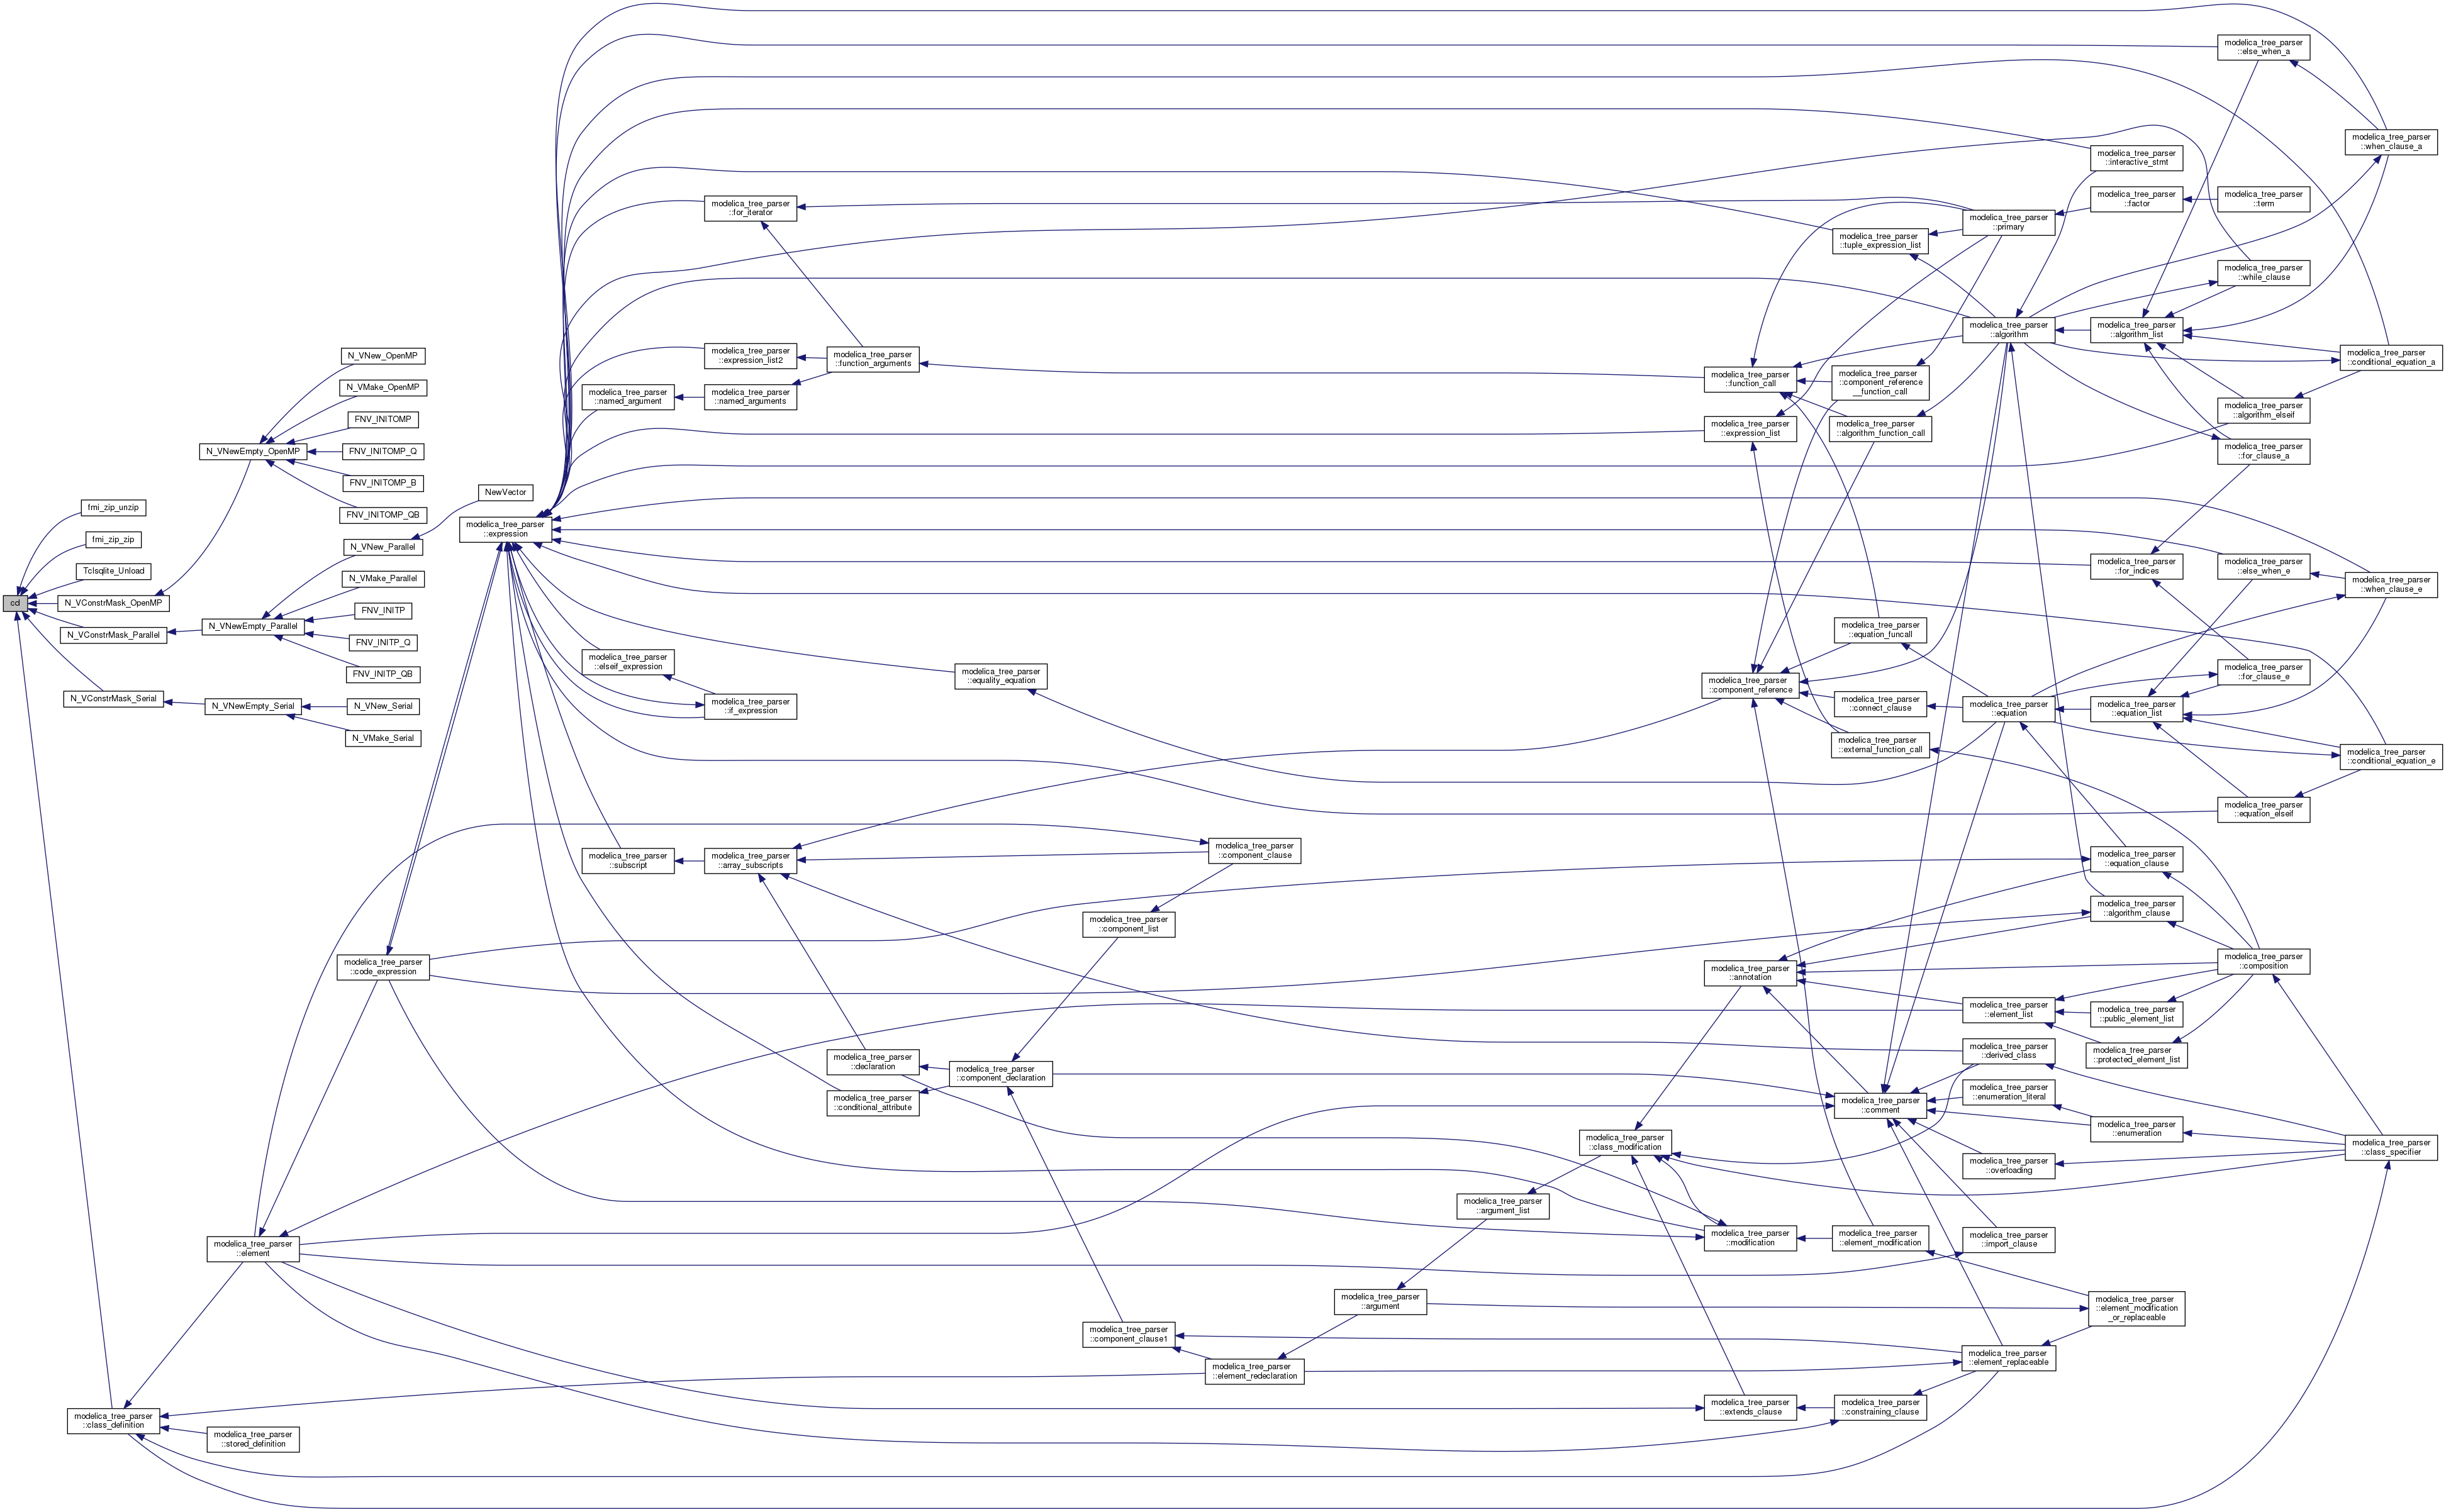 cd
fmi_zip_unzip
fmi_zip_zip
Tclsqlite_Unload
N_VConstrMask_OpenMP
N_VConstrMask_Parallel
N_VConstrMask_Serial
modelica_tree_parser
::class_definition
N_VNewEmpty_OpenMP
N_VNewEmpty_Parallel
N_VNewEmpty_Serial
modelica_tree_parser
::element
modelica_tree_parser
::stored_definition
N_VNew_OpenMP
N_VMake_OpenMP
FNV_INITOMP
FNV_INITOMP_Q
FNV_INITOMP_B
FNV_INITOMP_QB
N_VNew_Parallel
N_VMake_Parallel
FNV_INITP
FNV_INITP_Q
FNV_INITP_QB
N_VNew_Serial
N_VMake_Serial
modelica_tree_parser
::code_expression
NewVector
modelica_tree_parser
::expression
modelica_tree_parser
::named_argument
modelica_tree_parser
::elseif_expression
modelica_tree_parser
::subscript
modelica_tree_parser
::for_iterator
modelica_tree_parser
::expression_list2
modelica_tree_parser
::named_arguments
modelica_tree_parser
::if_expression
modelica_tree_parser
::array_subscripts
modelica_tree_parser
::function_arguments
modelica_tree_parser
::declaration
modelica_tree_parser
::conditional_attribute
modelica_tree_parser
::equality_equation
modelica_tree_parser
::component_declaration
modelica_tree_parser
::component_list
modelica_tree_parser
::component_clause1
modelica_tree_parser
::component_clause
modelica_tree_parser
::element_redeclaration
modelica_tree_parser
::argument
modelica_tree_parser
::argument_list
modelica_tree_parser
::class_modification
modelica_tree_parser
::function_call
modelica_tree_parser
::expression_list
modelica_tree_parser
::component_reference
modelica_tree_parser
::annotation
modelica_tree_parser
::modification
modelica_tree_parser
::extends_clause
modelica_tree_parser
::tuple_expression_list
modelica_tree_parser
::component_reference
__function_call
modelica_tree_parser
::algorithm_function_call
modelica_tree_parser
::equation_funcall
modelica_tree_parser
::connect_clause
modelica_tree_parser
::external_function_call
modelica_tree_parser
::comment
modelica_tree_parser
::element_modification
modelica_tree_parser
::constraining_clause
modelica_tree_parser
::primary
modelica_tree_parser
::algorithm
modelica_tree_parser
::equation
modelica_tree_parser
::element_list
modelica_tree_parser
::derived_class
modelica_tree_parser
::enumeration_literal
modelica_tree_parser
::overloading
modelica_tree_parser
::import_clause
modelica_tree_parser
::element_replaceable
modelica_tree_parser
::interactive_stmt
modelica_tree_parser
::factor
modelica_tree_parser
::algorithm_list
modelica_tree_parser
::for_indices
modelica_tree_parser
::equation_list
modelica_tree_parser
::equation_clause
modelica_tree_parser
::algorithm_clause
modelica_tree_parser
::public_element_list
modelica_tree_parser
::protected_element_list
modelica_tree_parser
::enumeration
modelica_tree_parser
::element_modification
_or_replaceable
modelica_tree_parser
::else_when_a
modelica_tree_parser
::term
modelica_tree_parser
::while_clause
modelica_tree_parser
::algorithm_elseif
modelica_tree_parser
::for_clause_a
modelica_tree_parser
::else_when_e
modelica_tree_parser
::for_clause_e
modelica_tree_parser
::equation_elseif
modelica_tree_parser
::composition
modelica_tree_parser
::when_clause_a
modelica_tree_parser
::conditional_equation_a
modelica_tree_parser
::when_clause_e
modelica_tree_parser
::conditional_equation_e
modelica_tree_parser
::class_specifier